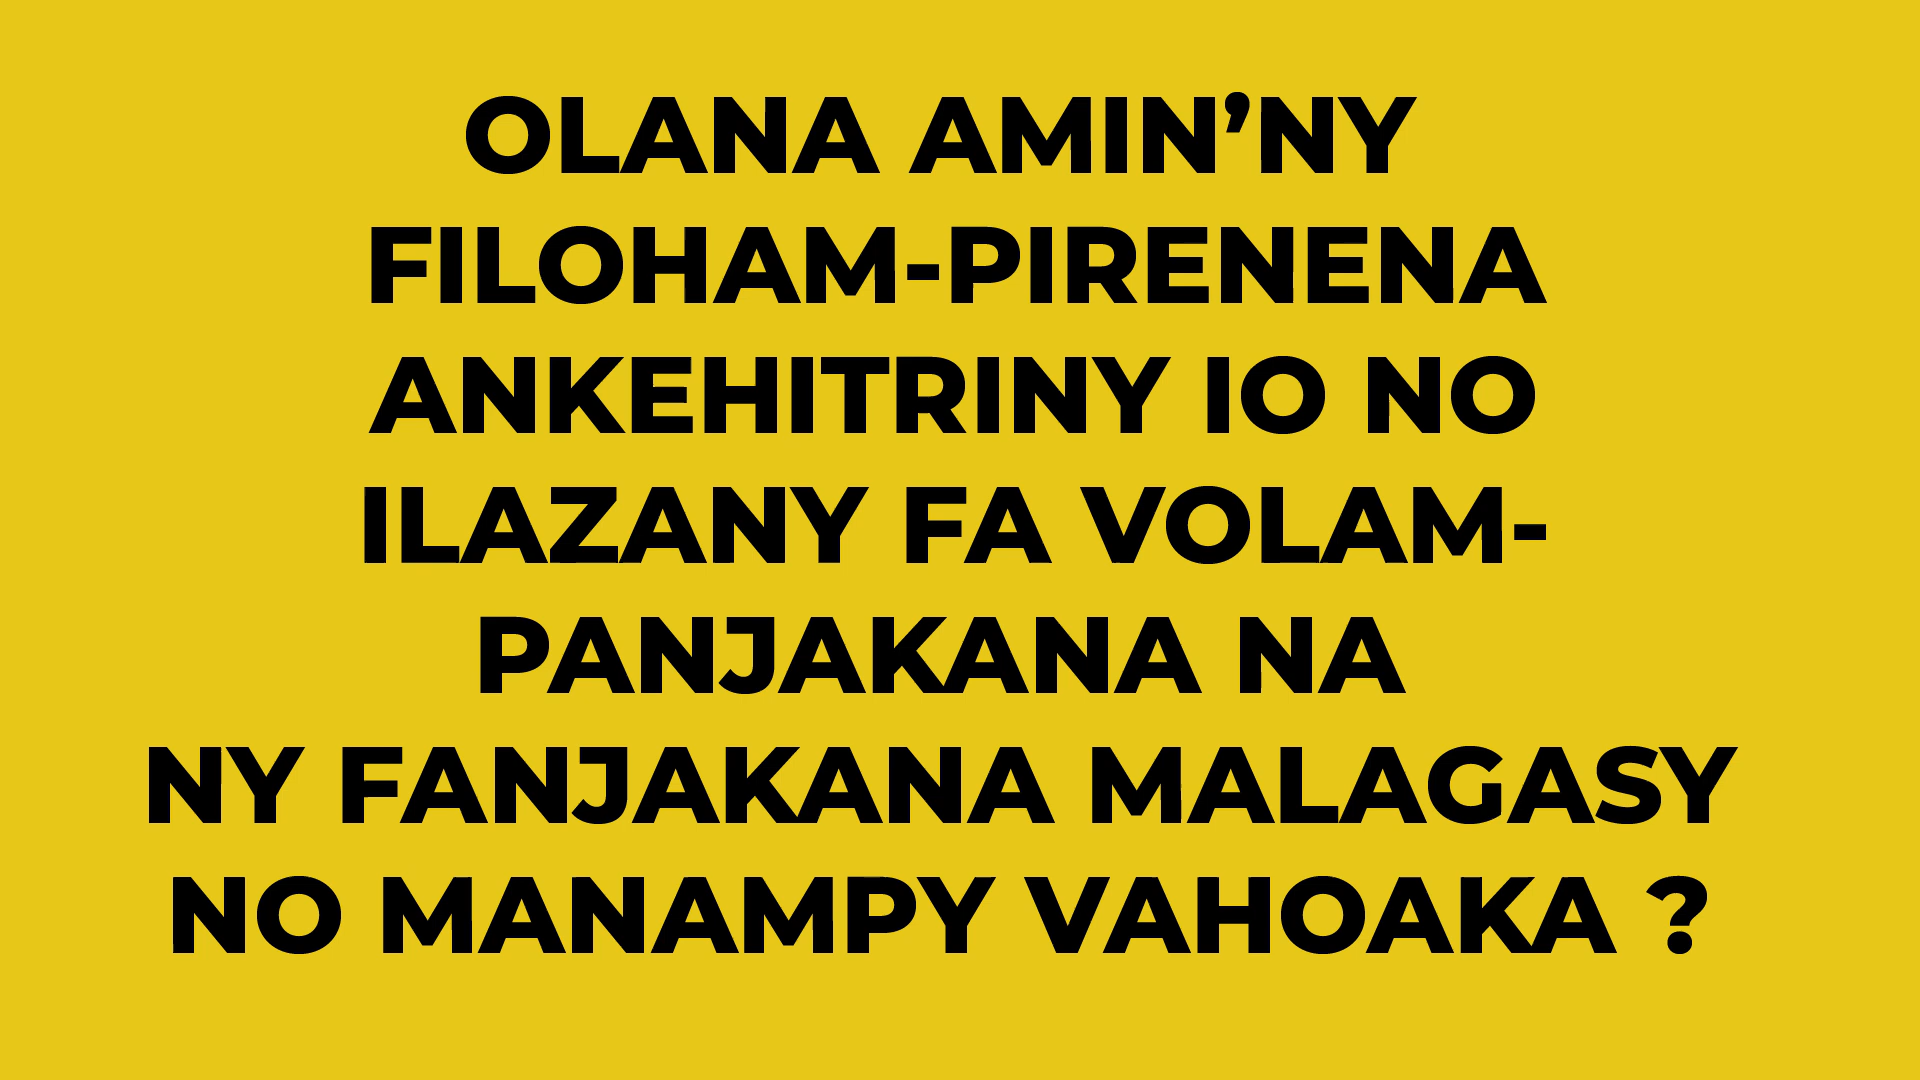 OLANA AMIN’NY
FILOHAM-PIRENENA
ANKEHITRINY IO NO
ILAZANY FA VOLAM-
PANJAKANA NA
NY FANJAKANA MALAGASY
NO MANAMPY VAHOAKA ?